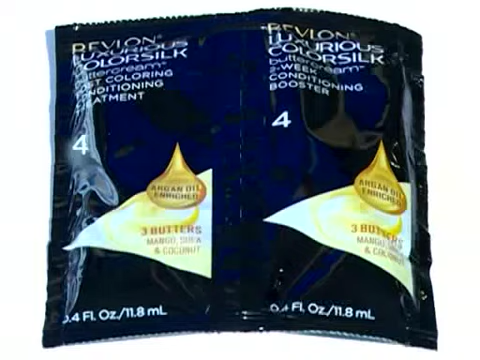 REVLON®
LUXURIOUS
COLORSILK
buttercream™
POST COLORING
CONDITIONING
TREATMENT
4
ARGAN OIL
ENRICHED
3 BUTTERS
MANGO, SHEA
& COCONUT
0.4 Fl. Oz./11.8 mL
REVLON®
LUXURIOUS
COLORSILK
buttercream™
2-WEEK
CONDITIONING
BOOSTER
4
ARGAN OIL
ENRICHED
3 BUTTERS
MANGO, SHEA
& COCONUT
0.4 Fl. Oz./11.8 mL